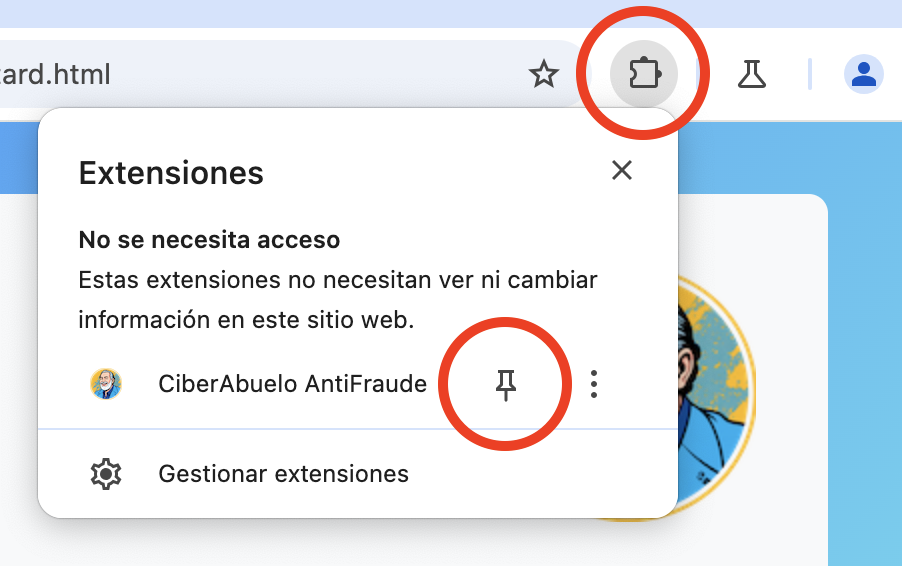 ard.html
Extensiones
No se necesita acceso
Estas extensiones no necesitan ver ni cambiar
información en este sitio web.
CiberAbuelo AntiFraude
Gestionar extensiones